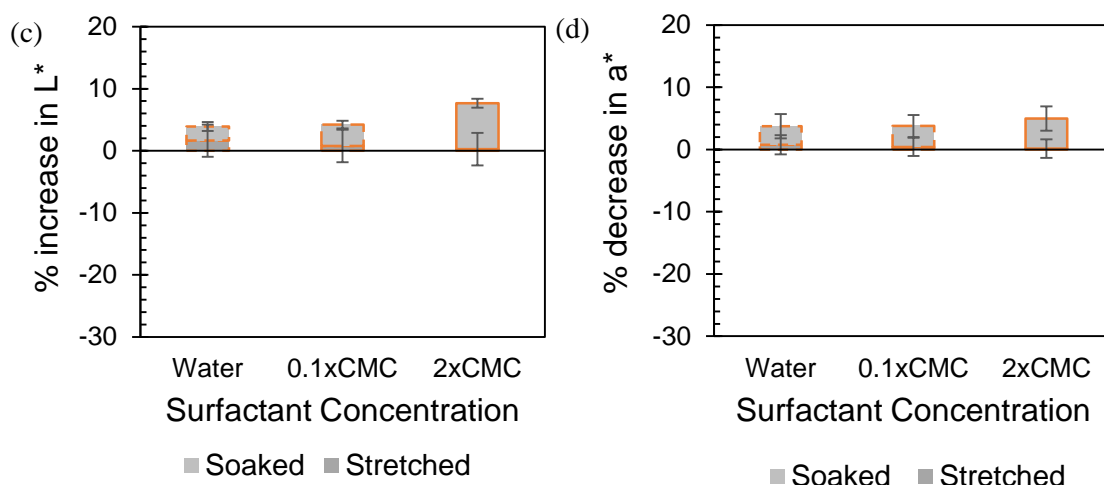 (c)
% increase in L*
20
10
0
-10
-20
-30
Water 0.1xCMC 2xCMC
Surfactant Concentration
Soaked Stretched
(d)
% decrease in a*
20
10
0
-10
-20
-30
Water 0.1xCMC 2xCMC
Surfactant Concentration
Soaked Stretched